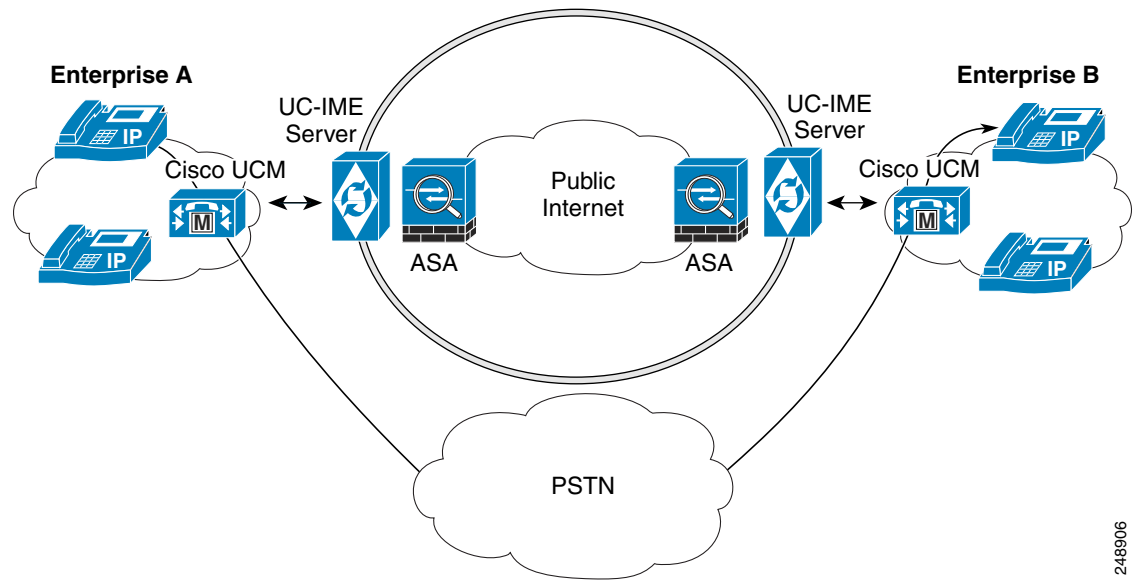 Enterprise A
Enterprise B
UC-IME
Server
UC-IME
Server
IP
IP
Cisco UCM
Cisco UCM
Public
Internet
M
M
IP
IP
ASA
ASA
PSTN
248906